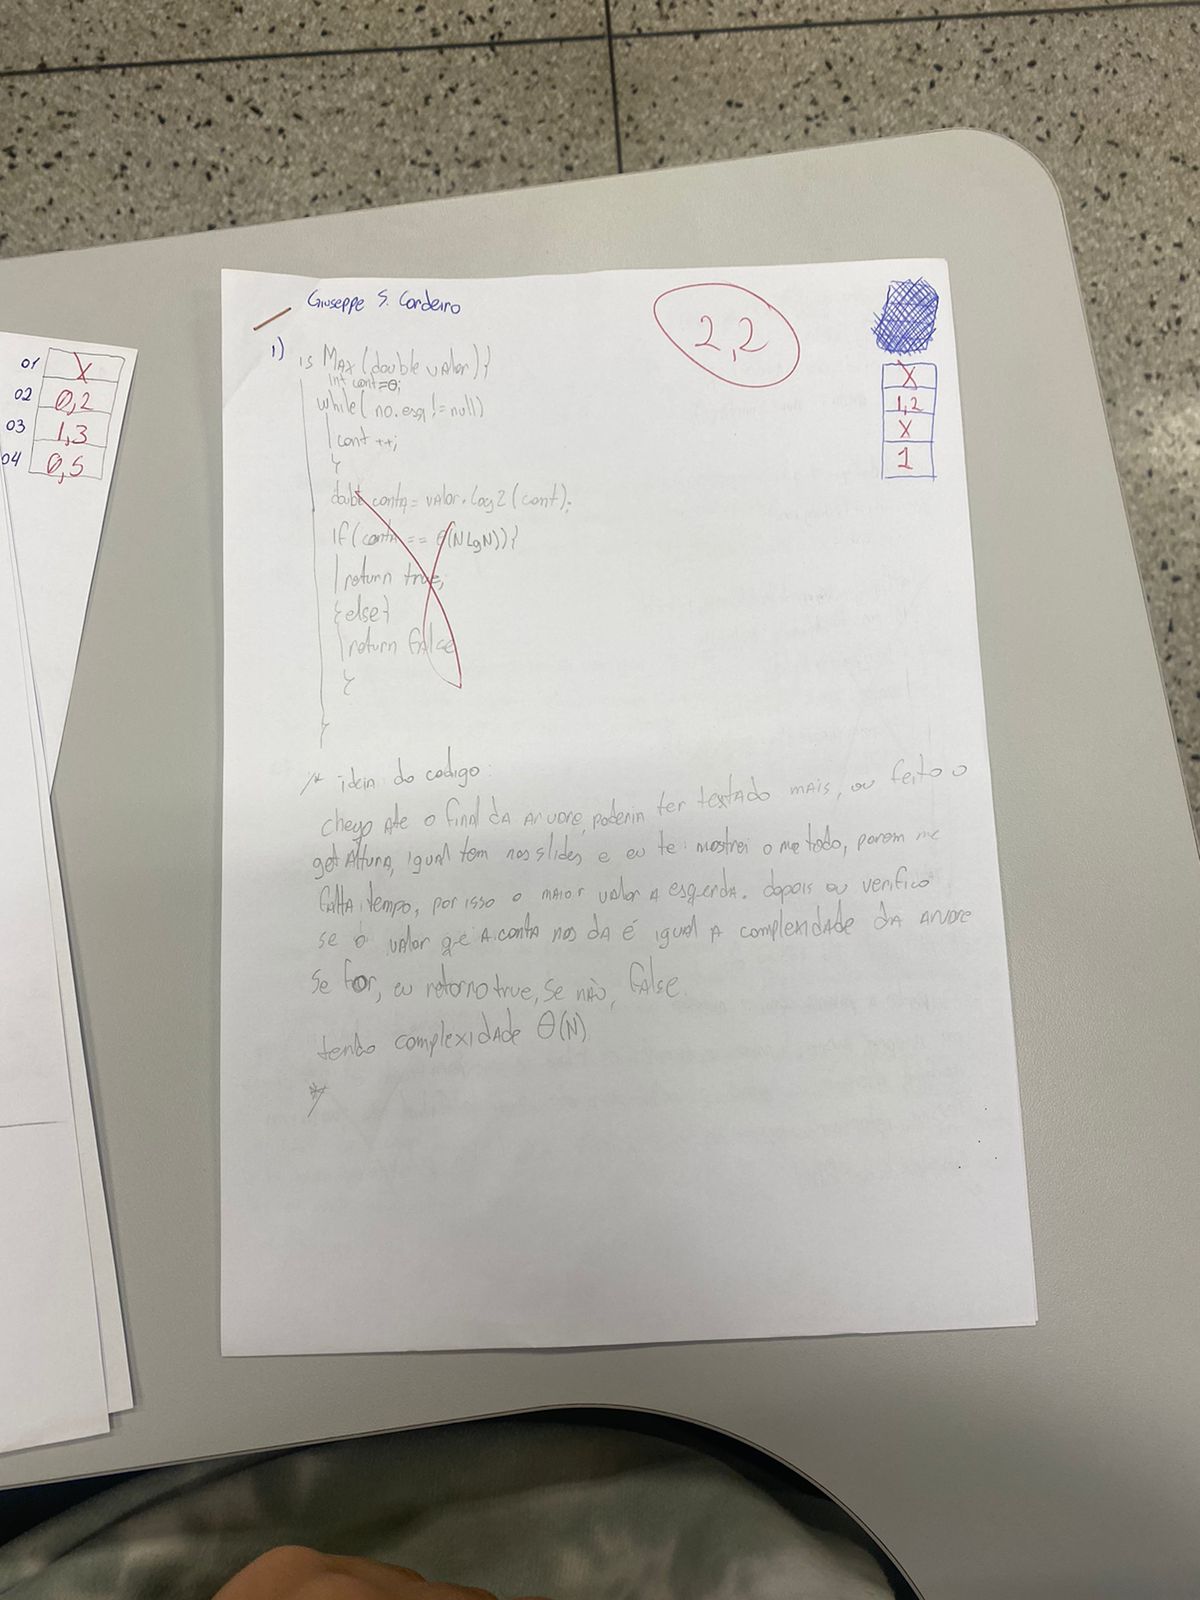 01 X
02 0,2
03 1,3
04 0,5
Giuseppe S. Cordeiro
2,2
X
1,2
X
1
1) is Max (double valor){
int cont=0;
while( no.esq != null)
cont ++;
}
double conta = valor.log2(cont);
If(conta == θ(NLgN)){
return true;
}else{
return false
}
}
/* ideia do codigo:
chego ate o final da arvore, poderia ter testado mais, ou feito o
get Altura, igual tem nos slides e eu te mostrei o metodo, porem me
falta tempo, por isso o maior valor a esquerda. depois eu verifico
se o valor qe a conta nos da é igual a complexidade da arvore
se for, eu retorno true, se não, false.
tendo complexidade θ(N)
*/